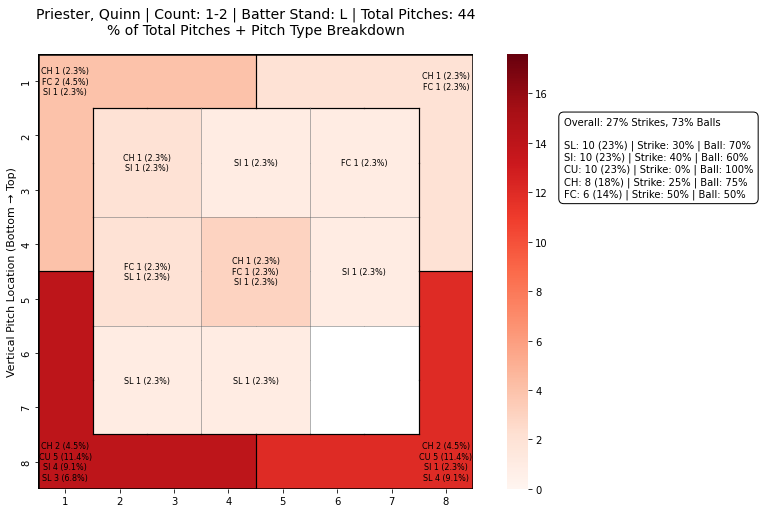 Priester, Quinn | Count: 1-2 | Batter Stand: L | Total Pitches: 44
% of Total Pitches + Pitch Type Breakdown
CH 1 (2.3%)
FC 2 (4.5%)
SI 1 (2.3%)
CH 1 (2.3%)
FC 1 (2.3%)
CH 1 (2.3%)
SI 1 (2.3%)
SI 1 (2.3%)
FC 1 (2.3%)
FC 1 (2.3%)
SL 1 (2.3%)
CH 1 (2.3%)
FC 1 (2.3%)
SI 1 (2.3%)
SI 1 (2.3%)
SL 1 (2.3%)
SL 1 (2.3%)
CH 2 (4.5%)
CU 5 (11.4%)
SI 4 (9.1%)
SL 3 (6.8%)
CH 2 (4.5%)
CU 5 (11.4%)
SI 1 (2.3%)
SL 4 (9.1%)
Vertical Pitch Location (Bottom → Top)
1
2
3
4
5
6
7
8
1 2 3 4 5 6 7 8
16
14
12
10
8
6
4
2
0
Overall: 27% Strikes, 73% Balls
SL: 10 (23%) | Strike: 30% | Ball: 70%
SI: 10 (23%) | Strike: 40% | Ball: 60%
CU: 10 (23%) | Strike: 0% | Ball: 100%
CH: 8 (18%) | Strike: 25% | Ball: 75%
FC: 6 (14%) | Strike: 50% | Ball: 50%